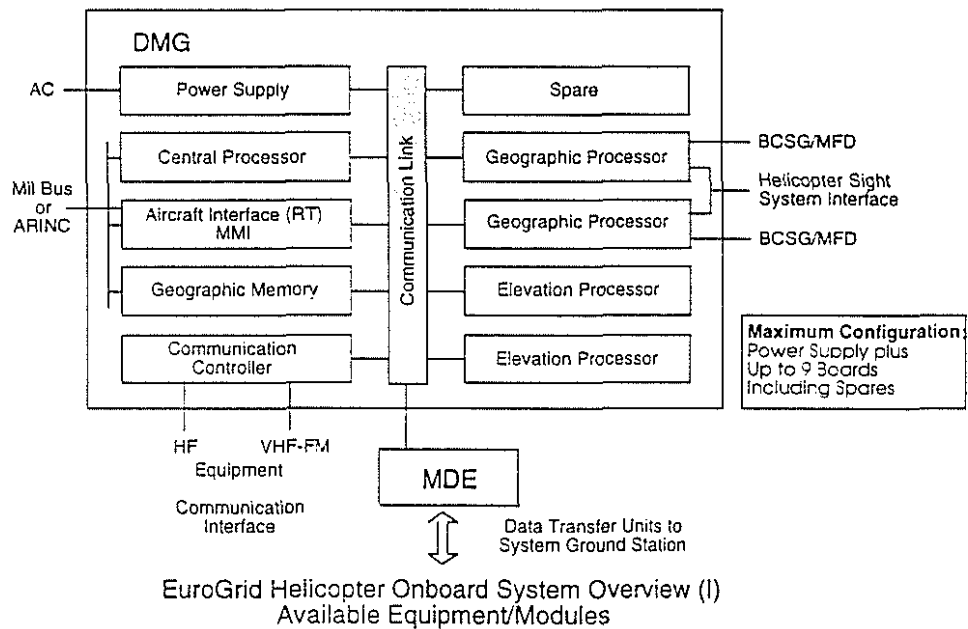 DMG
AC
Power Supply
Spare
Central Processor
Geographic Processor
BCSG/MFD
Mil Bus
or
ARINC
Aircraft Interface (RT)
MMI
Communication Link
Geographic Processor
Helicopter Sight
System Interface
BCSG/MFD
Geographic Memory
Elevation Processor
Communication
Controller
Elevation Processor
Maximum Configuration:
Power Supply plus
Up to 9 Boards
Including Spares
HF
VHF-FM
Equipment
Communication
Interface
MDE
Data Transfer Units to
System Ground Station
EuroGrid Helicopter Onboard System Overview (I)
Available Equipment/Modules